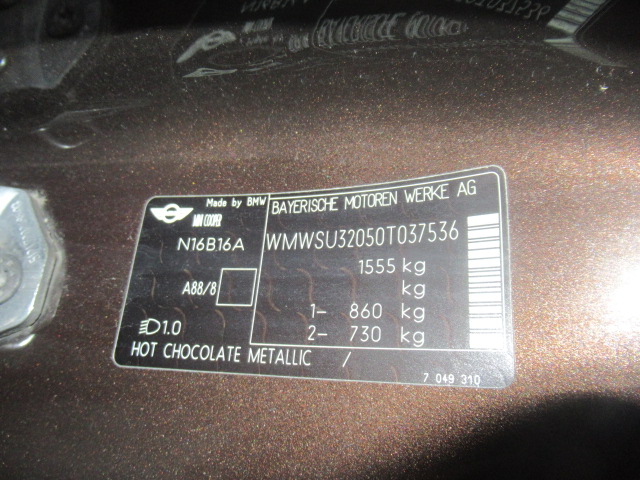 Made by BMW
MINI COOPER
BAYERISCHE MOTOREN WERKE AG
N16B16A
WMWSU32050T037536
1555 kg
kg
A88/8
1- 860 kg
1.0
2- 730 kg
HOT CHOCOLATE METALLIC /
7 049 310